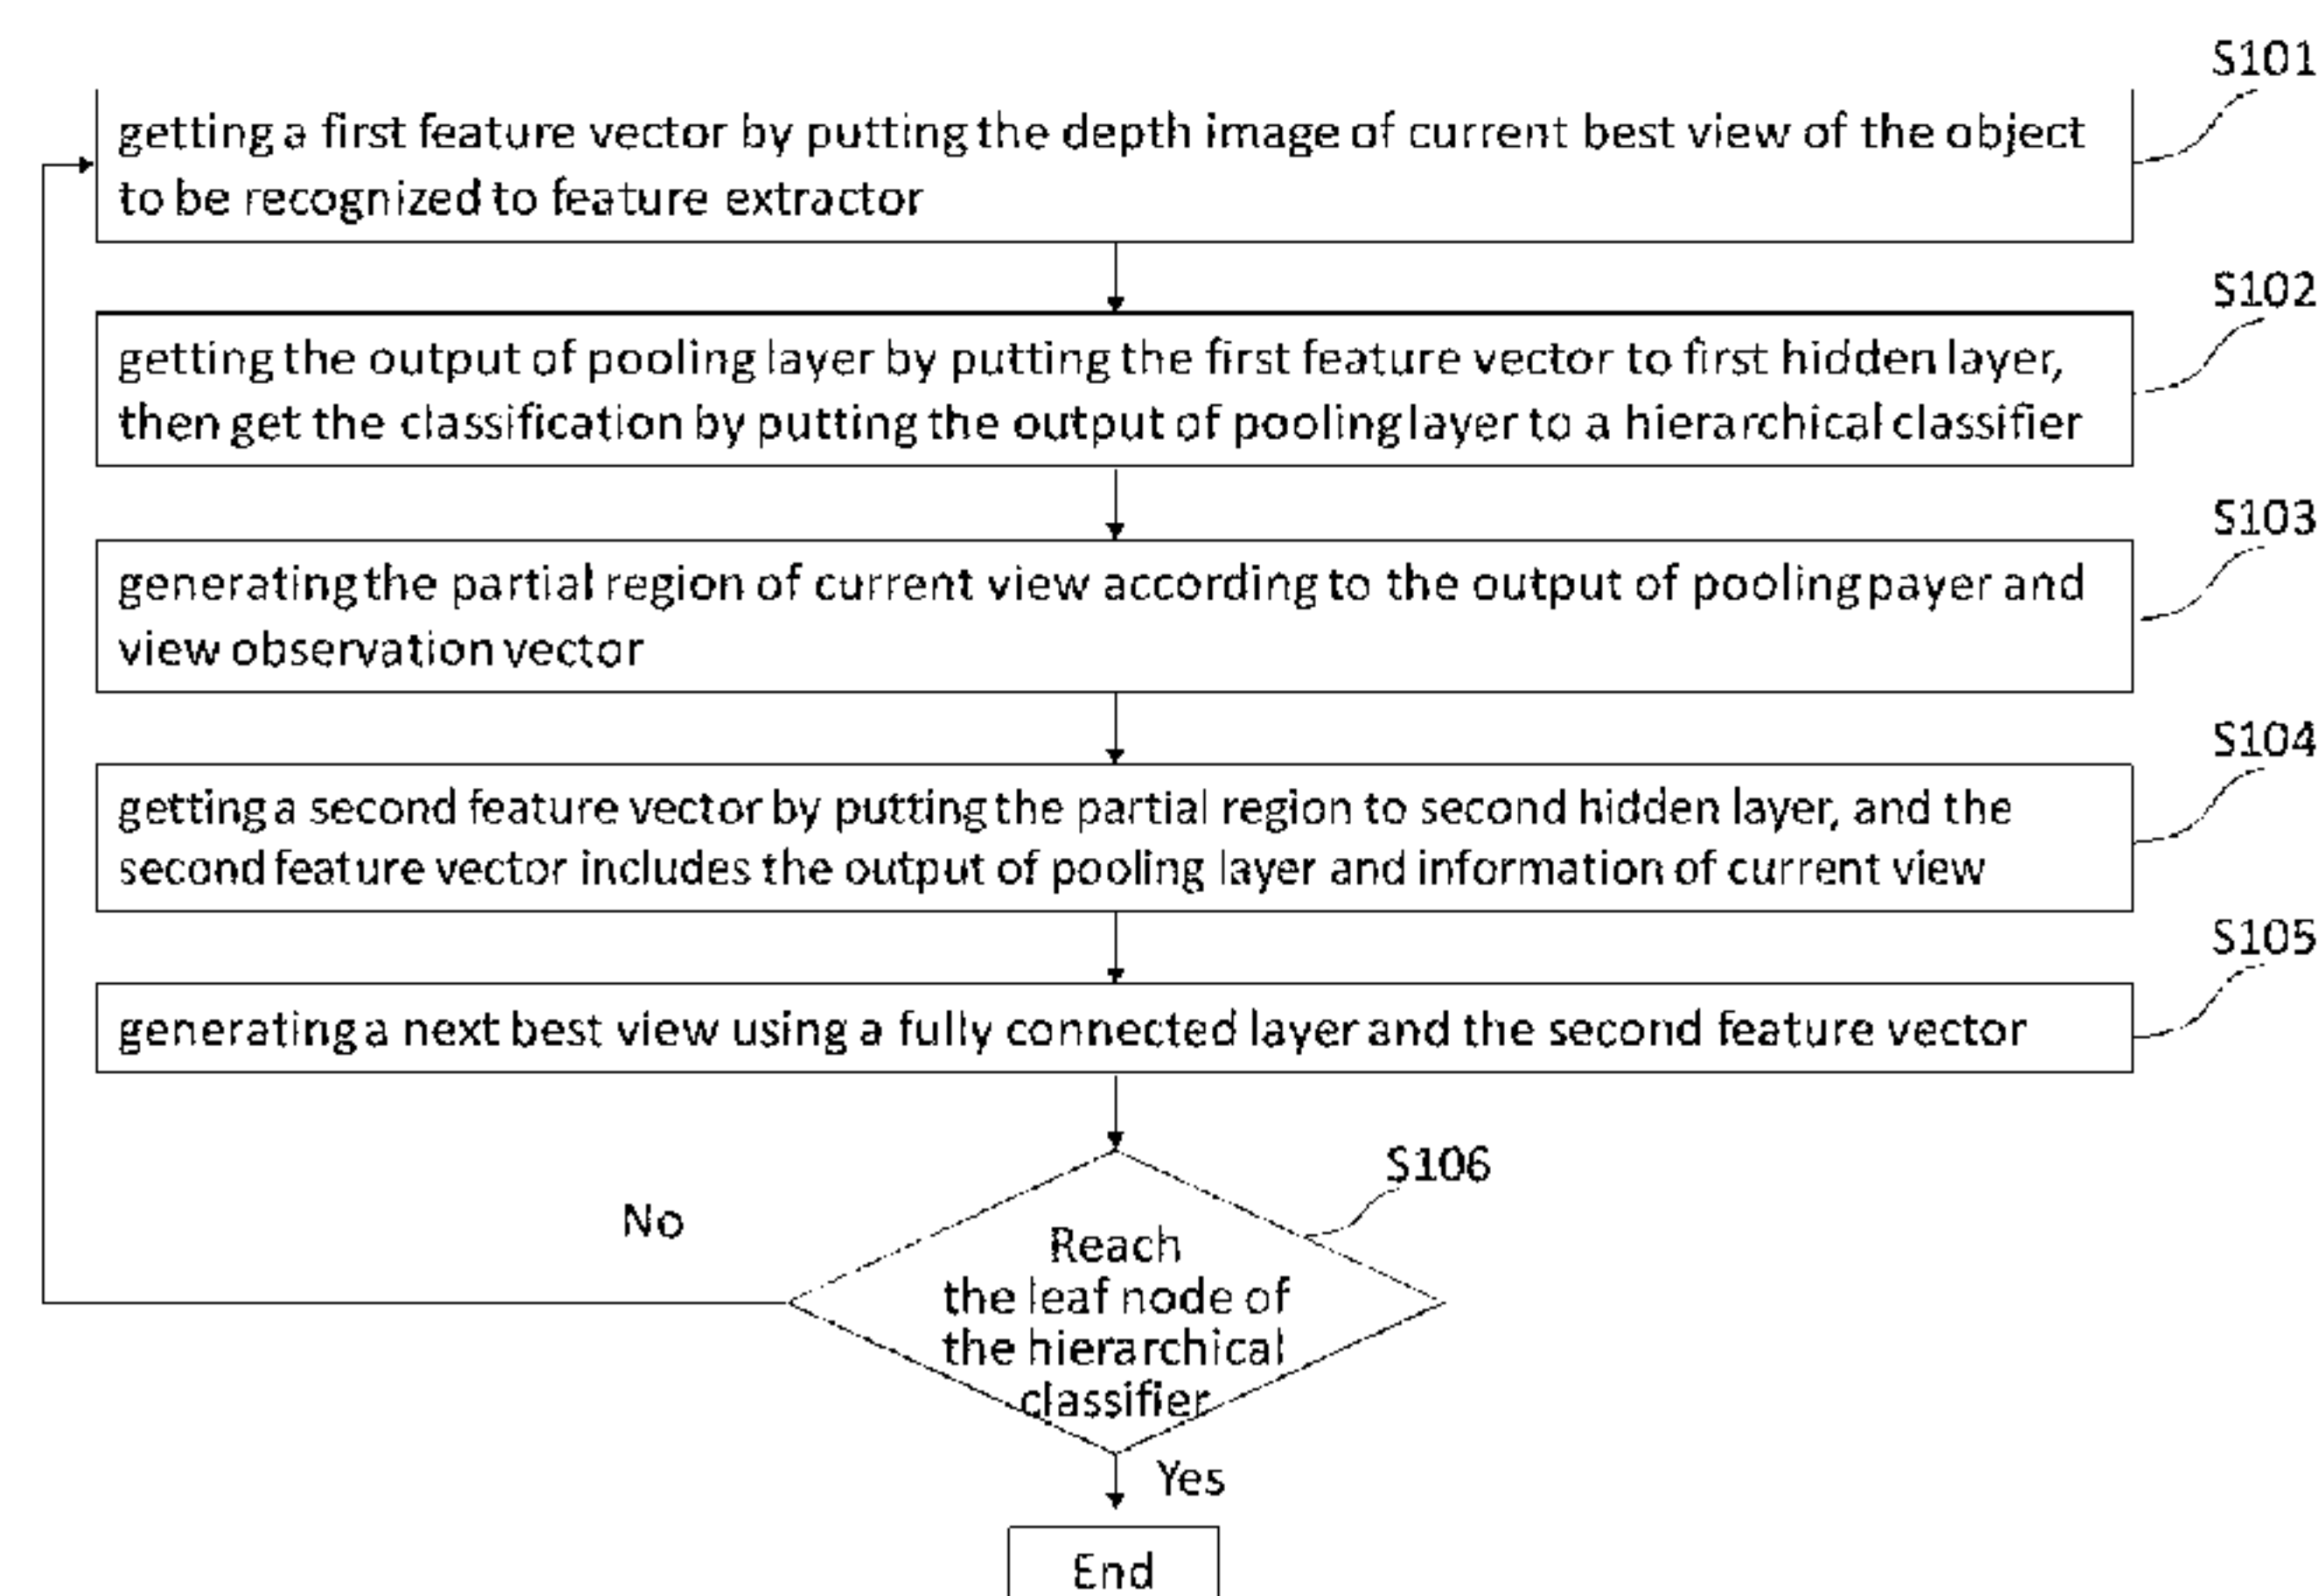 S101
getting a first feature vector by putting the depth image of current best view of the object
to be recognized to feature extractor
S102
getting the output of pooling layer by putting the first feature vector to first hidden layer,
then get the classification by putting the output of pooling layer to a hierarchical classifier
S103
generating the partial region of current view according to the output of pooling payer and
view observation vector
S104
getting a second feature vector by putting the partial region to second hidden layer, and the
second feature vector includes the output of pooling layer and information of current view
S105
generating a next best view using a fully connected layer and the second feature vector
S106
No
Reach
the leaf node of
the hierarchical
classifier
Yes
End